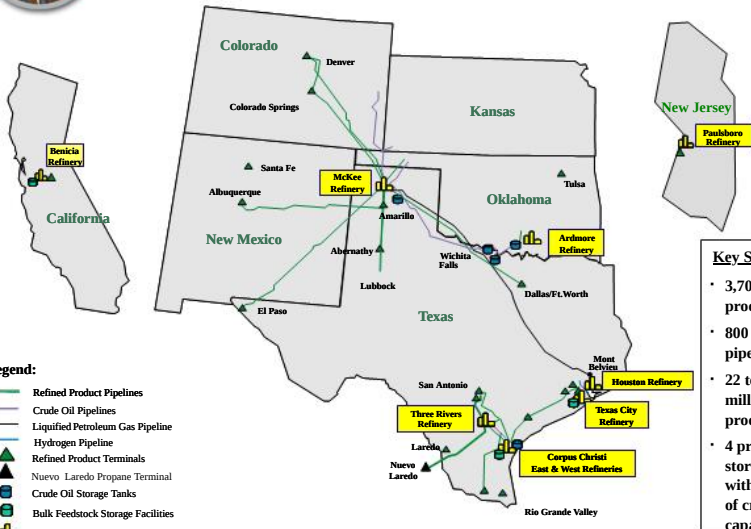 Colorado
Denver
Colorado Springs
Kansas
New Jersey
Paulsboro
Refinery
Benicia
Refinery
California
Santa Fe
McKee
Refinery
Albuquerque
Amarillo
Oklahoma
Tulsa
New Mexico
Abernathy
Lubbock
Wichita
Falls
Ardmore
Refinery
Dallas/Ft.Worth
El Paso
Texas
Mont
Belvieu
Houston Refinery
San Antonio
Texas City
Refinery
Three Rivers
Refinery
Laredo
Nuevo
Laredo
Corpus Christi
East & West Refineries
Rio Grande Valley
egend:
Refined Product Pipelines
Crude Oil Pipelines
Liquified Petroleum Gas Pipeline
Hydrogen Pipeline
Refined Product Terminals
Nuevo Laredo Propane Terminal
Crude Oil Storage Tanks
Bulk Feedstock Storage Facilities
Key S
· 3,70
proc
· 800
pipe
· 22 te
mill
proc
· 4 pr
stor
with
of c
capa